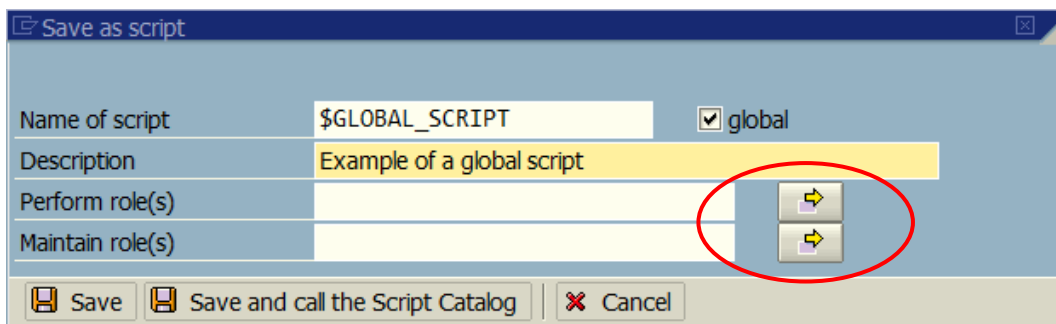 Save as script
Name of script $GLOBAL_SCRIPT global
Description Example of a global script
Perform role(s)
Maintain role(s)
Save Save and call the Script Catalog Cancel